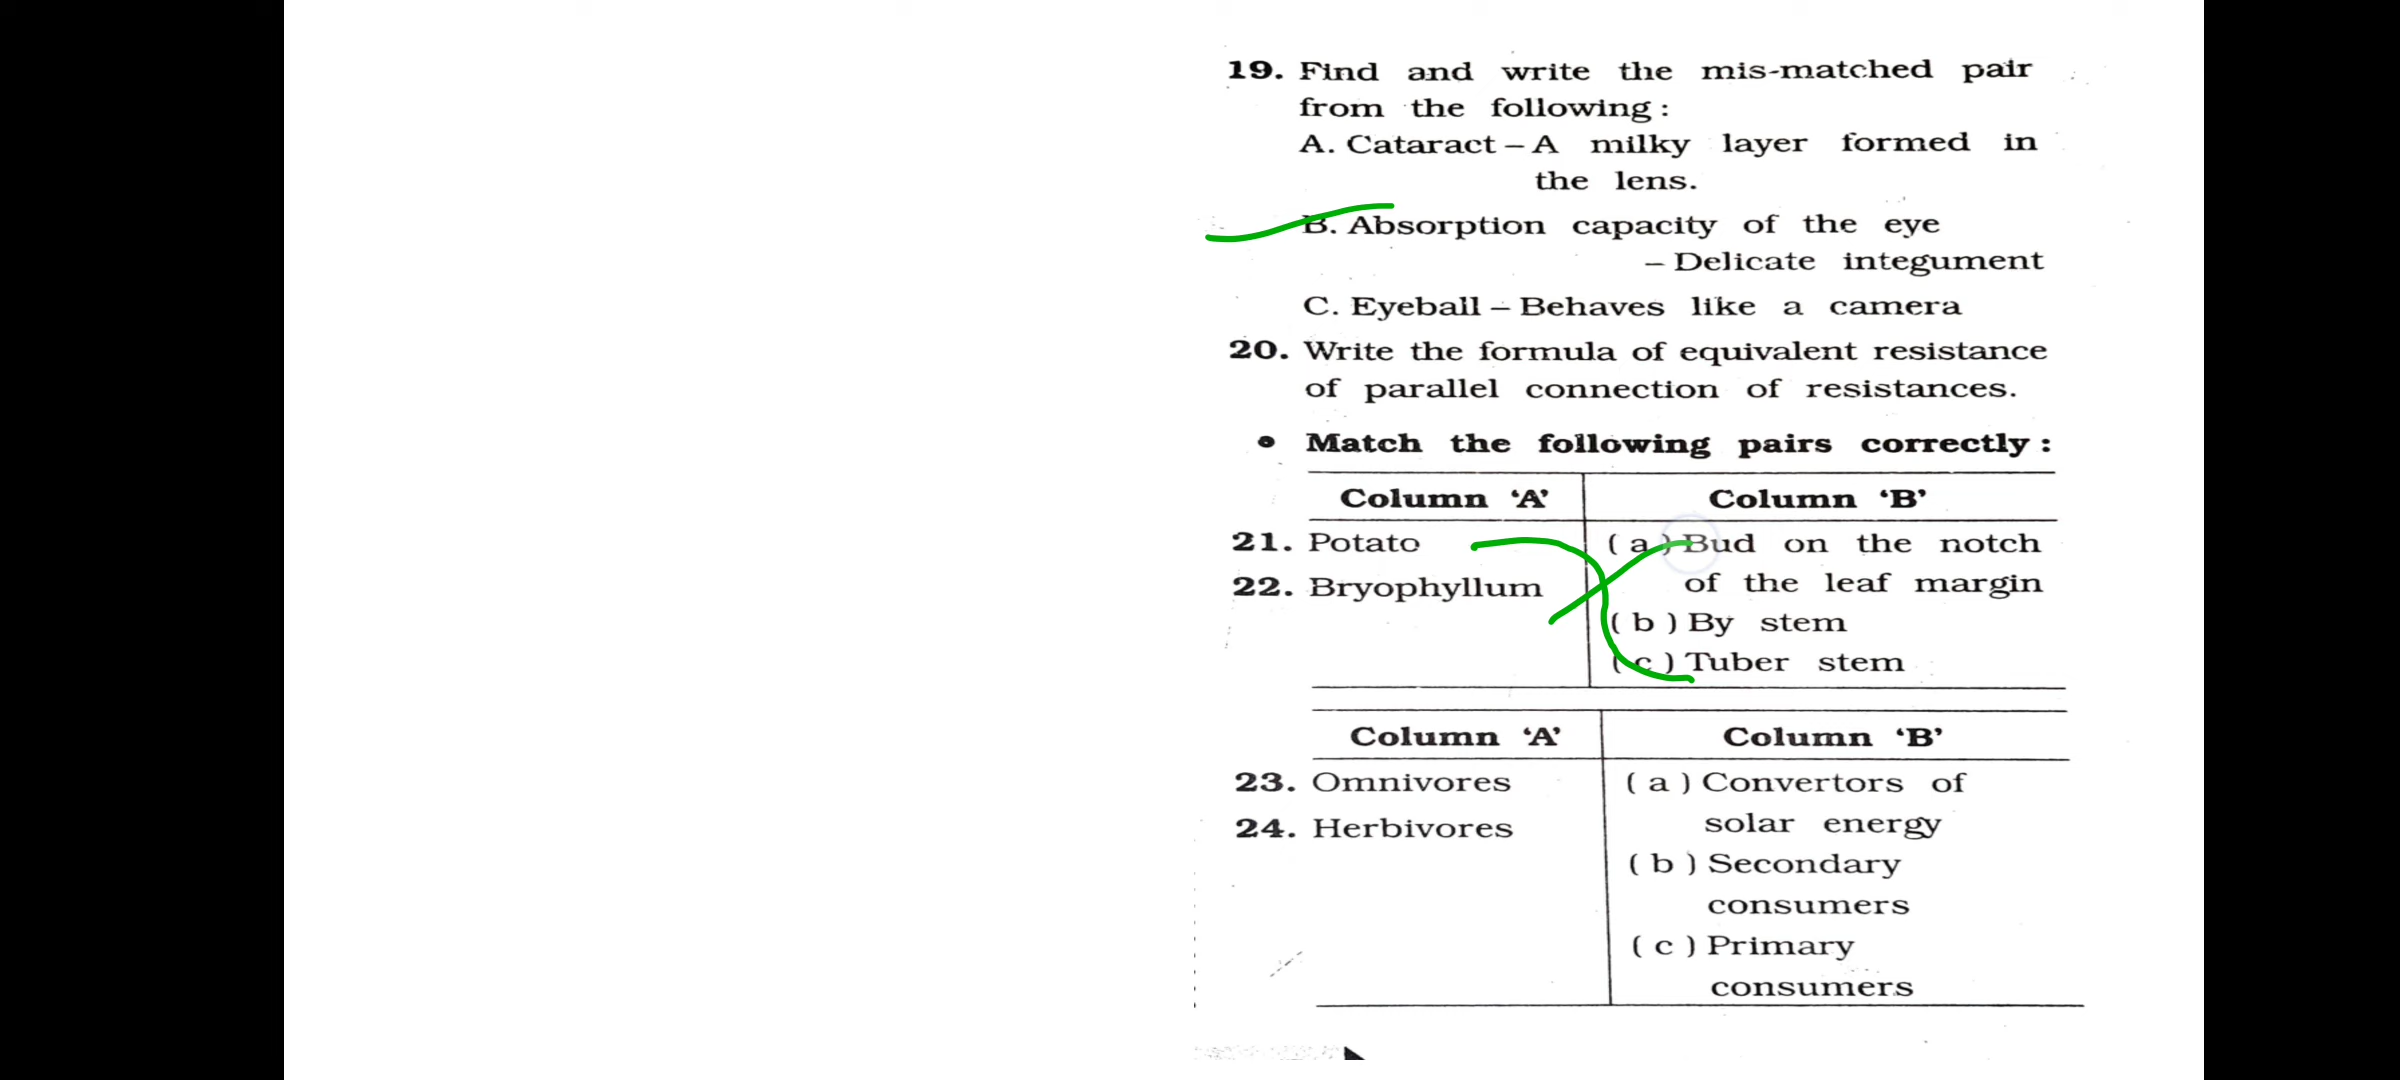 19. Find and write the mis-matched pair
from the following :
A. Cataract – A milky layer formed in
the lens.
B. Absorption capacity of the eye
– Delicate integument
C. Eyeball – Behaves like a camera
20. Write the formula of equivalent resistance
of parallel connection of resistances.
• Match the following pairs correctly :
Column ‘A’ Column ‘B’
21. Potato ( a ) Bud on the notch
22. Bryophyllum of the leaf margin
( b ) By stem
( c ) Tuber stem
Column ‘A’ Column ‘B’
23. Omnivores ( a ) Convertors of
24. Herbivores solar energy
( b ) Secondary
consumers
( c ) Primary
consumers